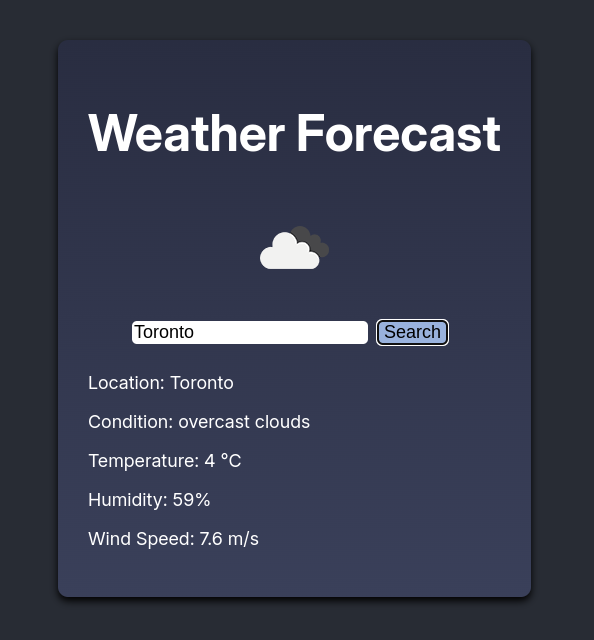 Weather Forecast
Toronto Search
Location: Toronto
Condition: overcast clouds
Temperature: 4 °C
Humidity: 59%
Wind Speed: 7.6 m/s